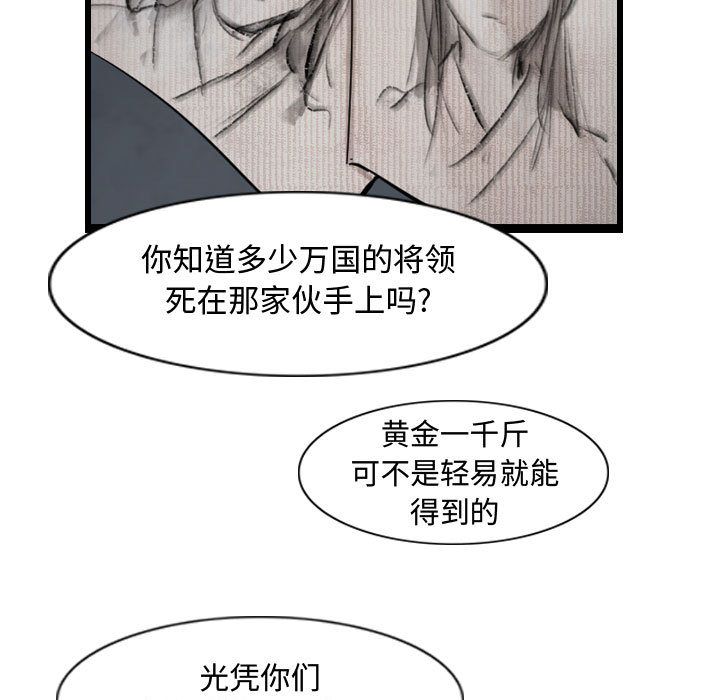 你知道多少万国的将领
死在那家伙手上吗?
黄金一千斤
可不是轻易就能
得到的
光凭你们